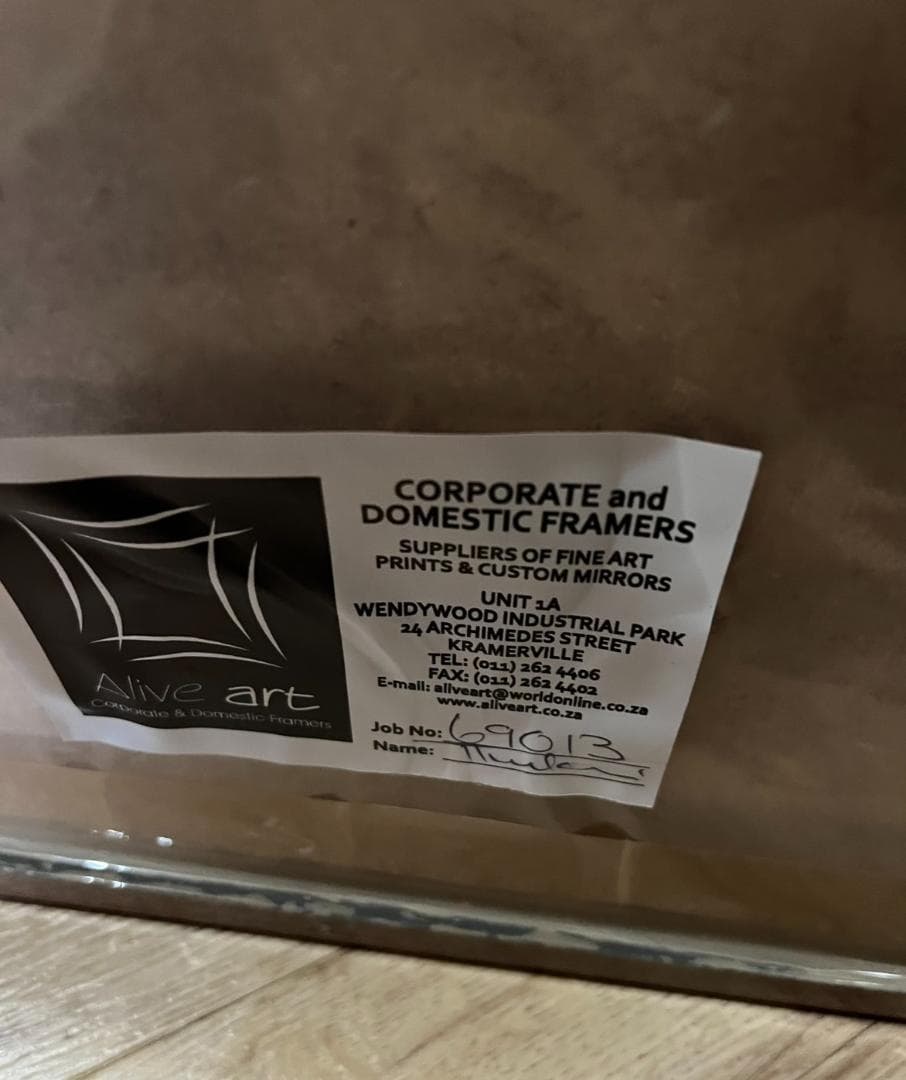 CORPORATE and
DOMESTIC FRAMERS
SUPPLIERS OF FINE ART
PRINTS & CUSTOM MIRRORS
UNIT 1A
WENDYWOOD INDUSTRIAL PARK
24 ARCHIMEDES STREET
KRAMERVILLE
TEL: (011) 262 4406
FAX: (011) 262 4402
E-mail: aliveart@worldonline.co.za
www.aliveart.co.za
Job No: 69013
Name:
Alive art
Corporate & Domestic Framers